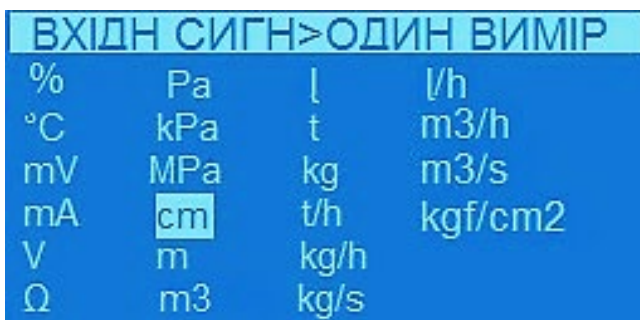 ВХІДН СИГН>ОДИН ВИМІР
% Pa l l/h
°C kPa t m3/h
mV MPa kg m3/s
mA cm t/h kgf/cm2
V m kg/h
Ω m3 kg/s